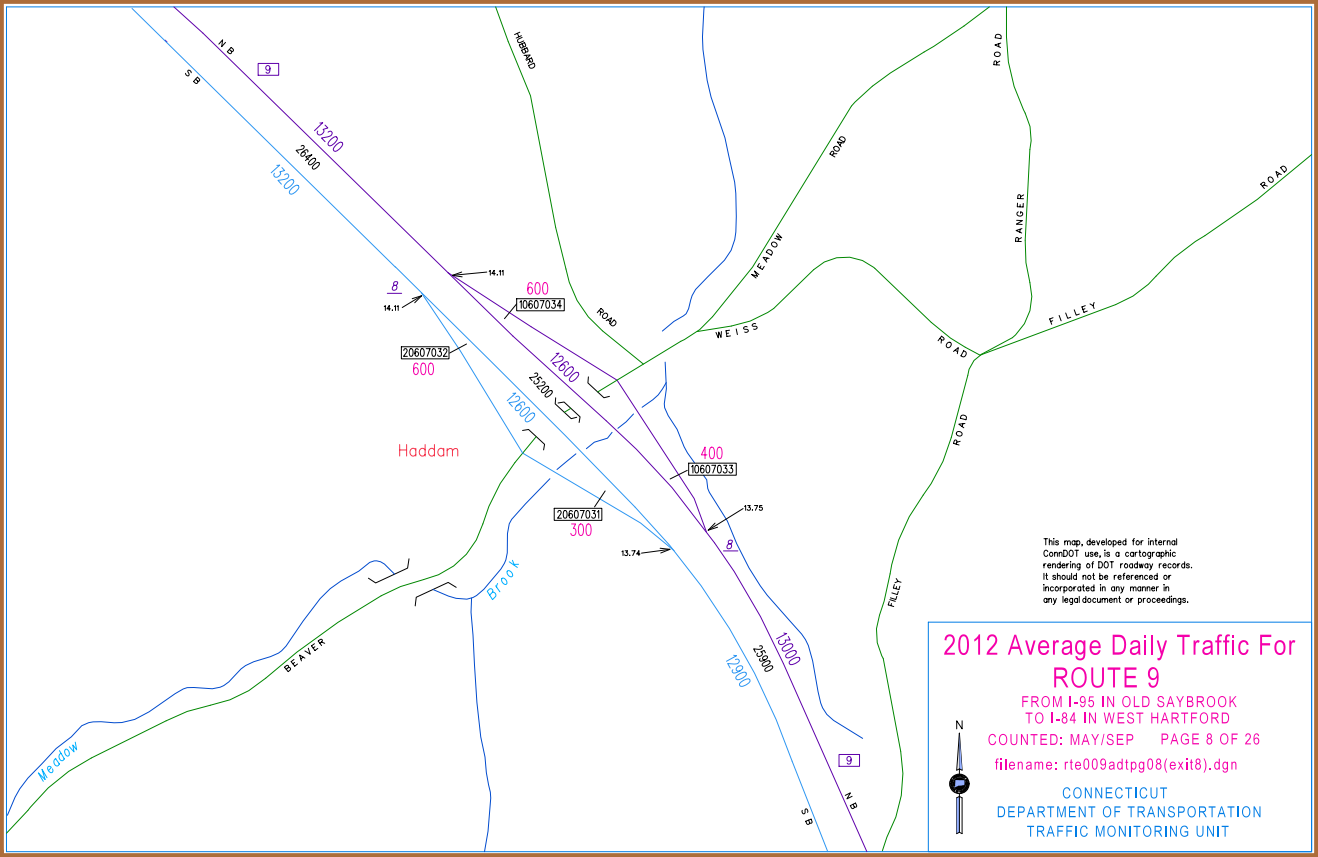 N B
S B
9
HUBBARD
ROAD
ROAD
13200
26400
13200
ROAD
RANGER
MEADOW
14.11
8
14.11
600
10607034
ROAD
WEISS
ROAD
FILLEY
20607032
600
12600
25200
12600
Haddam
ROAD
400
10607033
20607031
300
13.75
13.74
8
Brook
FILLEY
BEAVER
Meadow
13000
25900
12900
9
N B
S B
This map, developed for internal
ConnDOT use, is a cartographic
rendering of DOT roadway records.
It should not be referenced or
incorporated in any manner in
any legal document or proceedings.
2012 Average Daily Traffic For
ROUTE 9
FROM I-95 IN OLD SAYBROOK
TO I-84 IN WEST HARTFORD
COUNTED: MAY/SEP PAGE 8 OF 26
filename: rte009adtpg08(exit8).dgn
N
CONNECTICUT
DEPARTMENT OF TRANSPORTATION
TRAFFIC MONITORING UNIT
ROAD